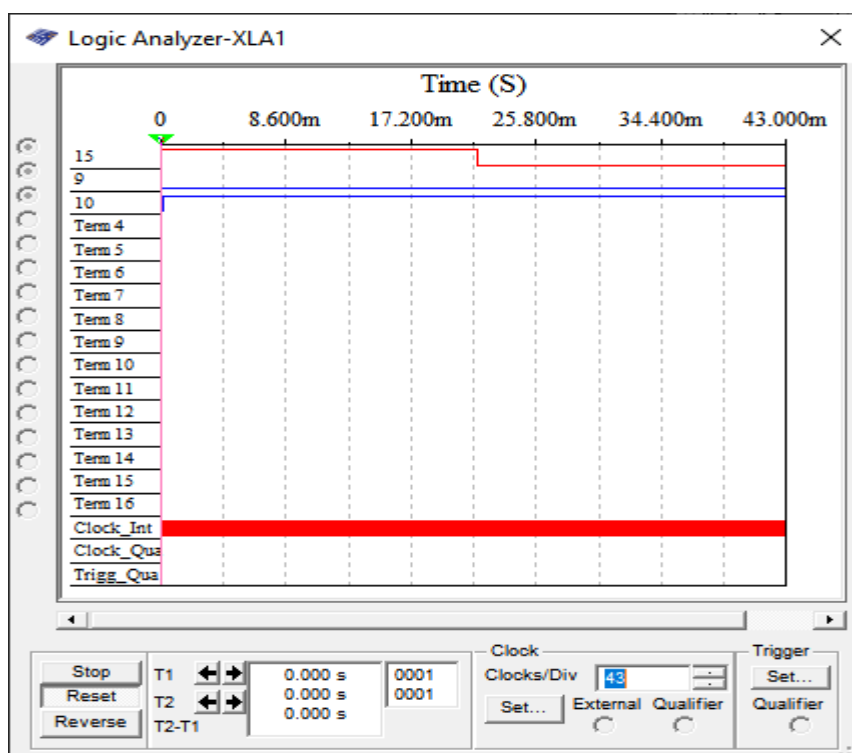 Logic Analyzer-XLA1
Time (S)
0 8.600m 17.200m 25.800m 34.400m 43.000m
15
9
10
Term 4
Term 5
Term 6
Term 7
Term 8
Term 9
Term 10
Term 11
Term 12
Term 13
Term 14
Term 15
Term 16
Clock_Int
Clock_Qua
Trigg_Qua
Stop
Reset
Reverse
T1
T2
T2-T1
0.000 s
0.000 s
0.000 s
0001
0001
Clock
Clocks/Div 43
Set... External Qualifier
Trigger
Set...
Qualifier